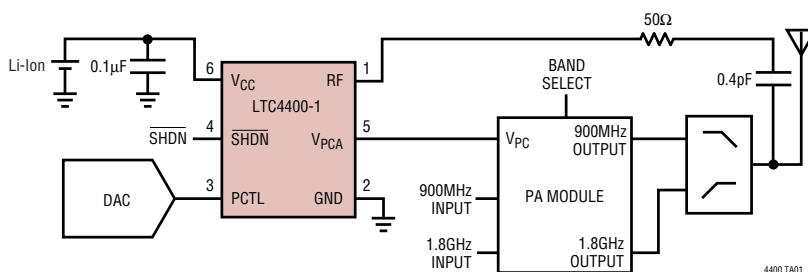 50Ω
Li-Ion
0.1µF
6
VCC
RF
1
BAND
SELECT
0.4pF
LTC4400-1
SHDN
4
SHDN
VPCA
5
VPC
900MHz
OUTPUT
DAC
3
PCTL
GND
2
900MHz
INPUT
PA MODULE
1.8GHz
INPUT
1.8GHz
OUTPUT
4400 TA01